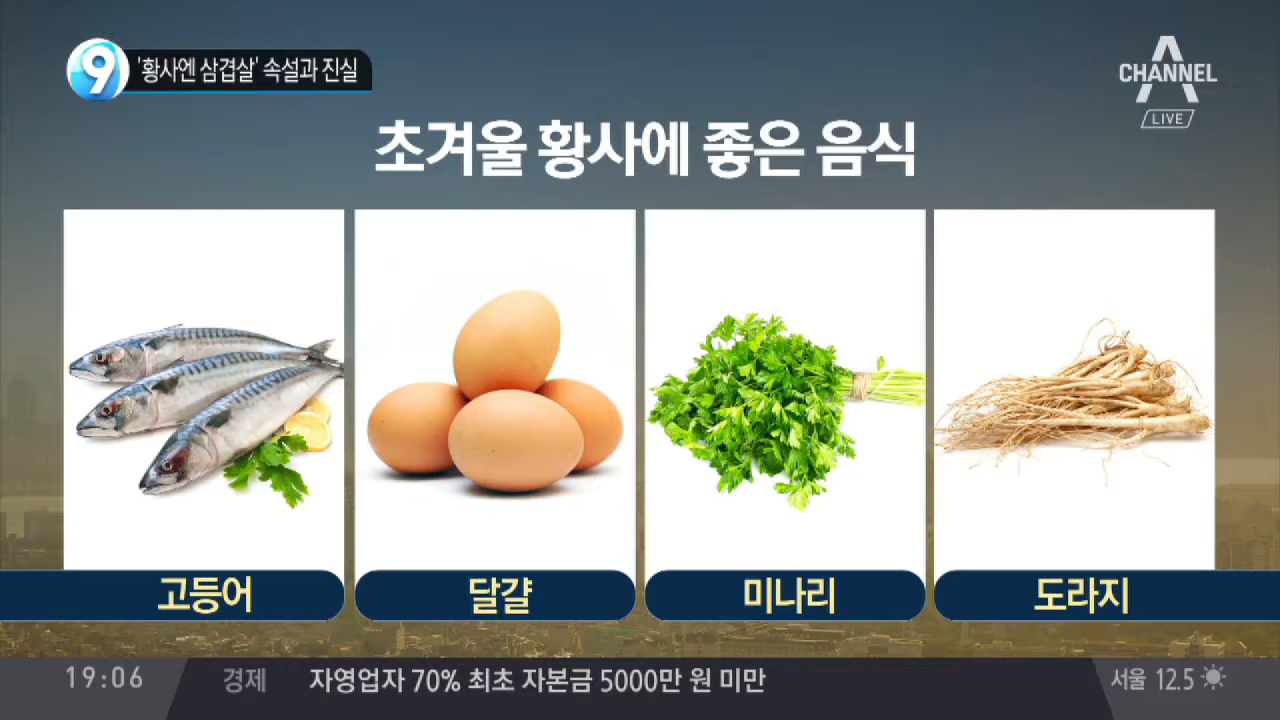 9 '황사엔 삼겹살' 속설과 진실
CHANNEL A
LIVE
초겨울 황사에 좋은 음식
고등어 달걀 미나리 도라지
19:06 경제 자영업자 70% 최초 자본금 5000만 원 미만 서울 12.5